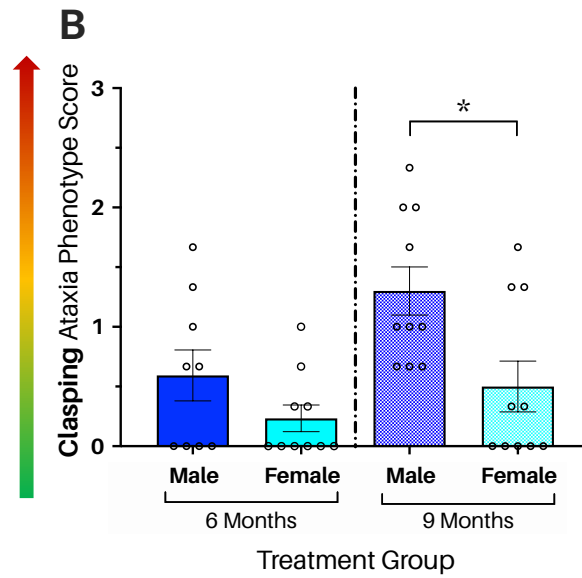 B
Clasping Ataxia Phenotype Score
3
2
1
0
*
Male Female Male Female
6 Months 9 Months
Treatment Group